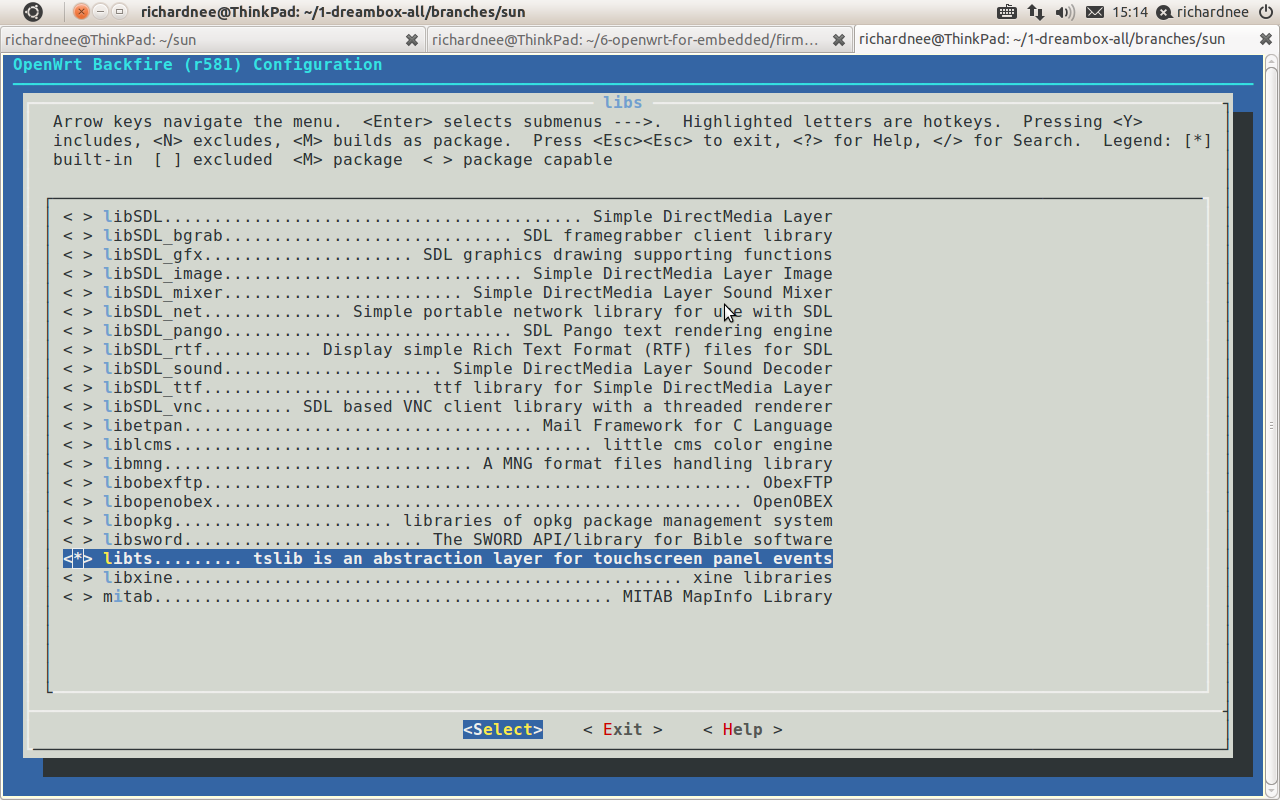 richardnee@ThinkPad: ~/1-dreambox-all/branches/sun 15:14 richardnee
richardnee@ThinkPad: ~/sun richardnee@ThinkPad: ~/6-openwrt-for-embedded/firm... richardnee@ThinkPad: ~/1-dreambox-all/branches/sun
OpenWrt Backfire (r581) Configuration
libs
Arrow keys navigate the menu.  <Enter> selects submenus --->.  Highlighted letters are hotkeys.  Pressing <Y>
includes, <N> excludes, <M> builds as package.  Press <Esc><Esc> to exit, <?> for Help, </> for Search.  Legend: [*]
built-in  [ ] excluded  <M> package  < > package capable
< > libSDL.......................................... Simple DirectMedia Layer
< > libSDL_bgrab............................. SDL framegrabber client library
< > libSDL_gfx..................... SDL graphics drawing supporting functions
< > libSDL_image.............................. Simple DirectMedia Layer Image
< > libSDL_mixer........................ Simple DirectMedia Layer Sound Mixer
< > libSDL_net.............. Simple portable network library for use with SDL
< > libSDL_pango............................. SDL Pango text rendering engine
< > libSDL_rtf........... Display simple Rich Text Format (RTF) files for SDL
< > libSDL_sound...................... Simple DirectMedia Layer Sound Decoder
< > libSDL_ttf...................... ttf library for Simple DirectMedia Layer
< > libSDL_vnc......... SDL based VNC client library with a threaded renderer
< > libetpan................................... Mail Framework for C Language
< > liblcms.......................................... little cms color engine
< > libmng............................... A MNG format files handling library
< > libobexftp....................................................... ObexFTP
< > libopenobex..................................................... OpenOBEX
< > libopkg...................... libraries of opkg package management system
< > libsword........................ The SWORD API/library for Bible software
<*> libts......... tslib is an abstraction layer for touchscreen panel events
< > libxine................................................... xine libraries
< > mitab.............................................. MITAB MapInfo Library
<Select>    < Exit >    < Help >